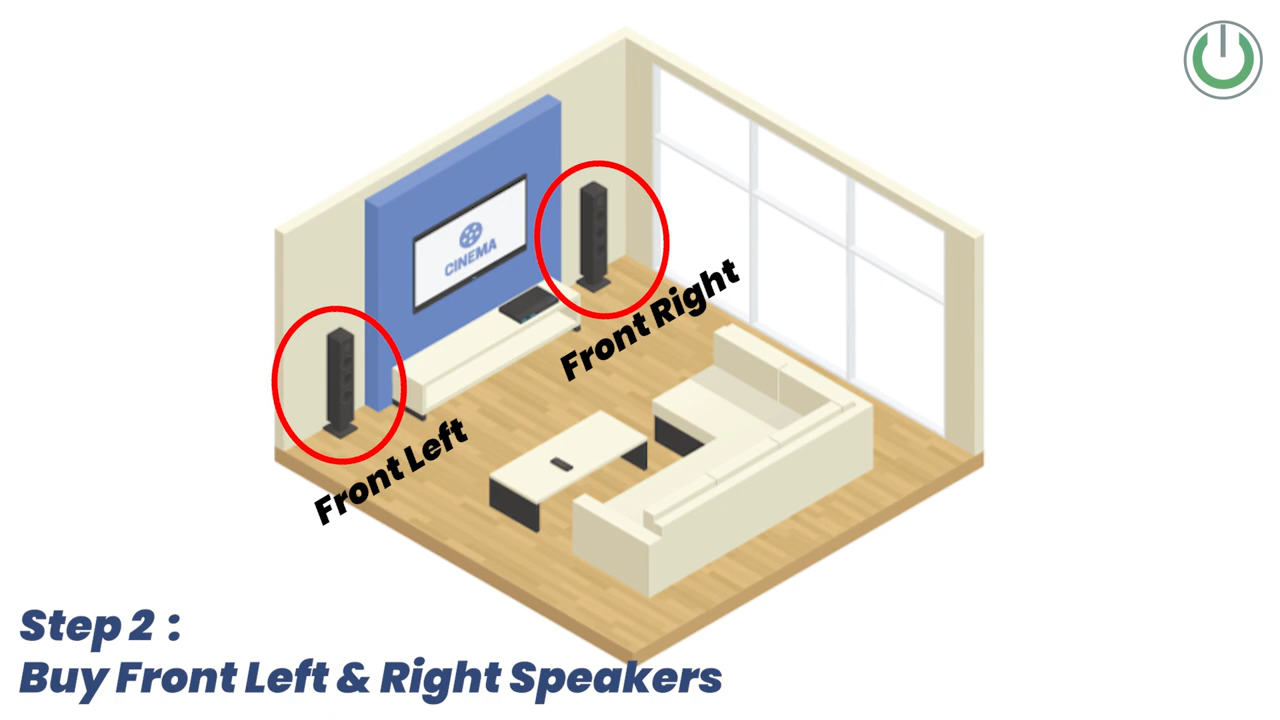 CINEMA
Front Right
Front Left
Step 2 :
Buy Front Left & Right Speakers